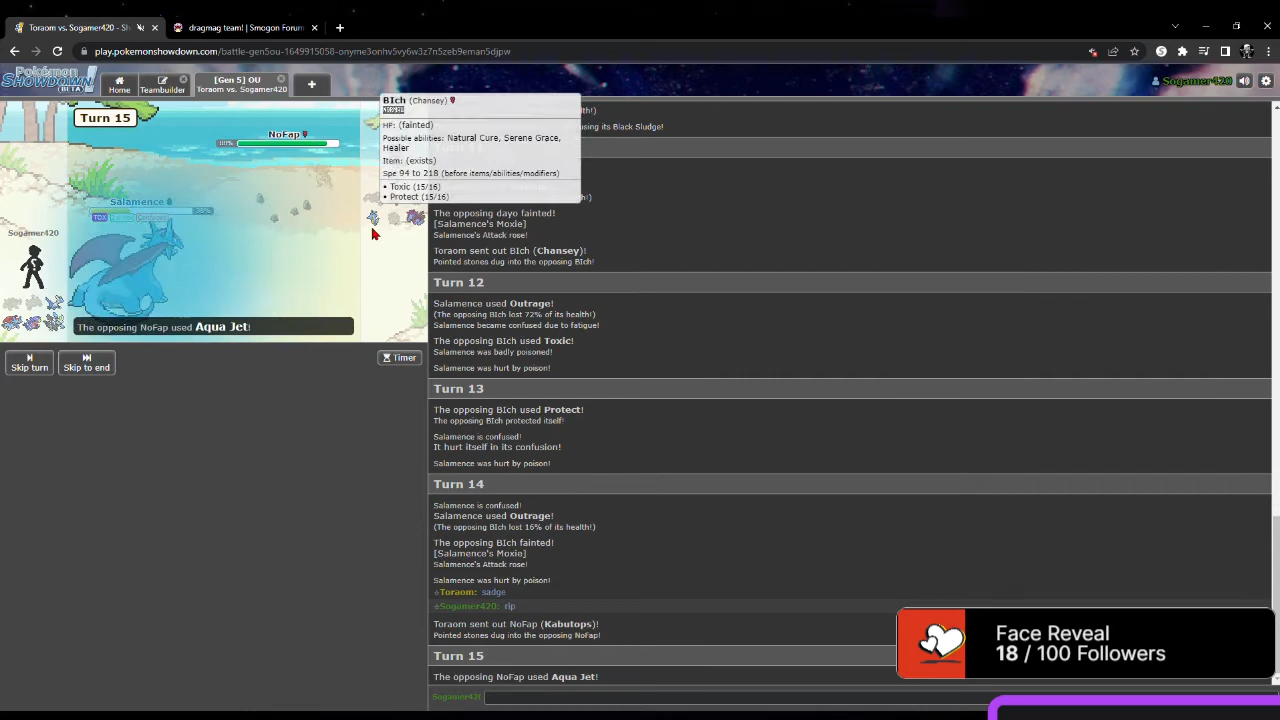 Toraom vs. Sogamer420 - Sh
dragmag team! | Smogon Forum
play.pokemonshowdown.com/battle-gen5ou-1649915058-onyme3onhv5vy6w3z7n5zeb9eman5djpw
Pokémon
SHOWDOWN!
(BETA)
Home
Teambuilder
[Gen 5] OU
Toraom vs. Sogamer420
Sogamer420
Turn 15
NoFap
Salamence
TOX
Sogamer420
The opposing NoFap used Aqua Jet!
BIch (Chansey)
HP: (fainted)
Possible abilities: Natural Cure, Serene Grace,
Healer
Item: (exists)
Spe 94 to 218 (before items/abilities/modifiers)
• Toxic (15/16)
• Protect (15/16)
Skip turn
Skip to end
Timer
using its Black Sludge!
The opposing dayo fainted!
[Salamence's Moxie]
Salamence's Attack rose!
Toraom sent out BIch (Chansey)!
Pointed stones dug into the opposing BIch!
Turn 12
Salamence used Outrage!
(The opposing BIch lost 72% of its health!)
Salamence became confused due to fatigue!
The opposing BIch used Toxic!
Salamence was badly poisoned!
Salamence was hurt by poison!
Turn 13
The opposing BIch used Protect!
The opposing BIch protected itself!
Salamence is confused!
It hurt itself in its confusion!
Salamence was hurt by poison!
Turn 14
Salamence is confused!
Salamence used Outrage!
(The opposing BIch lost 16% of its health!)
The opposing BIch fainted!
[Salamence's Moxie]
Salamence's Attack rose!
Salamence was hurt by poison!
☆Toraom: sadge
☆Sogamer420: rip
Toraom sent out NoFap (Kabutops)!
Pointed stones dug into the opposing NoFap!
Turn 15
The opposing NoFap used Aqua Jet!
Sogamer420
Face Reveal
18 / 100 Followers